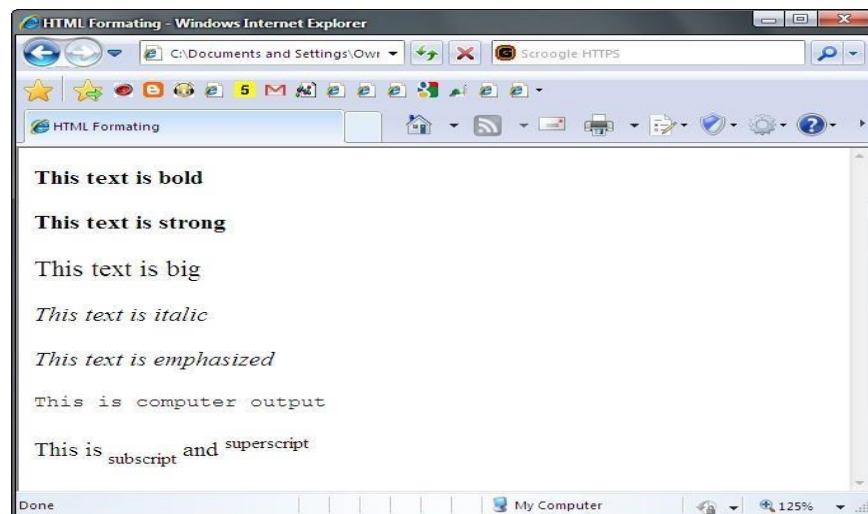 HTML Formating - Windows Internet Explorer
C:\Documents and Settings\Owr
Scroogle HTTPS
5
HTML Formating
This text is bold
This text is strong
This text is big
This text is italic
This text is emphasized
This is computer output
This is subscript and superscript
Done My Computer 125%